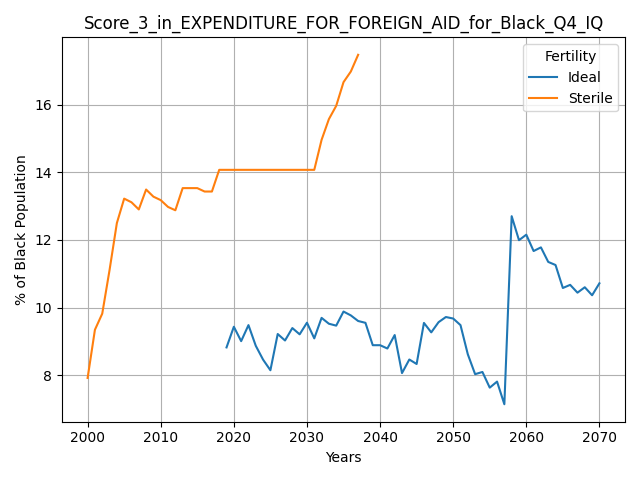 Score_3_in_EXPENDITURE_FOR_FOREIGN_AID_for_Black_Q4_IQ
Fertility
Ideal
Sterile
% of Black Population
16
14
12
10
8
2000 2010 2020 2030 2040 2050 2060 2070
Years